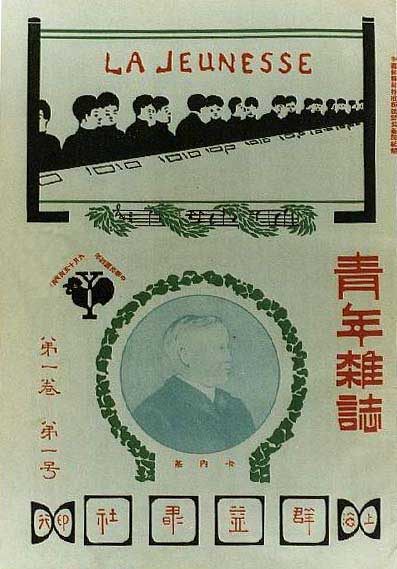 LA JEUNESSE
青年雜誌
第一卷 第一号
卡內基
上海 群益書社 印行